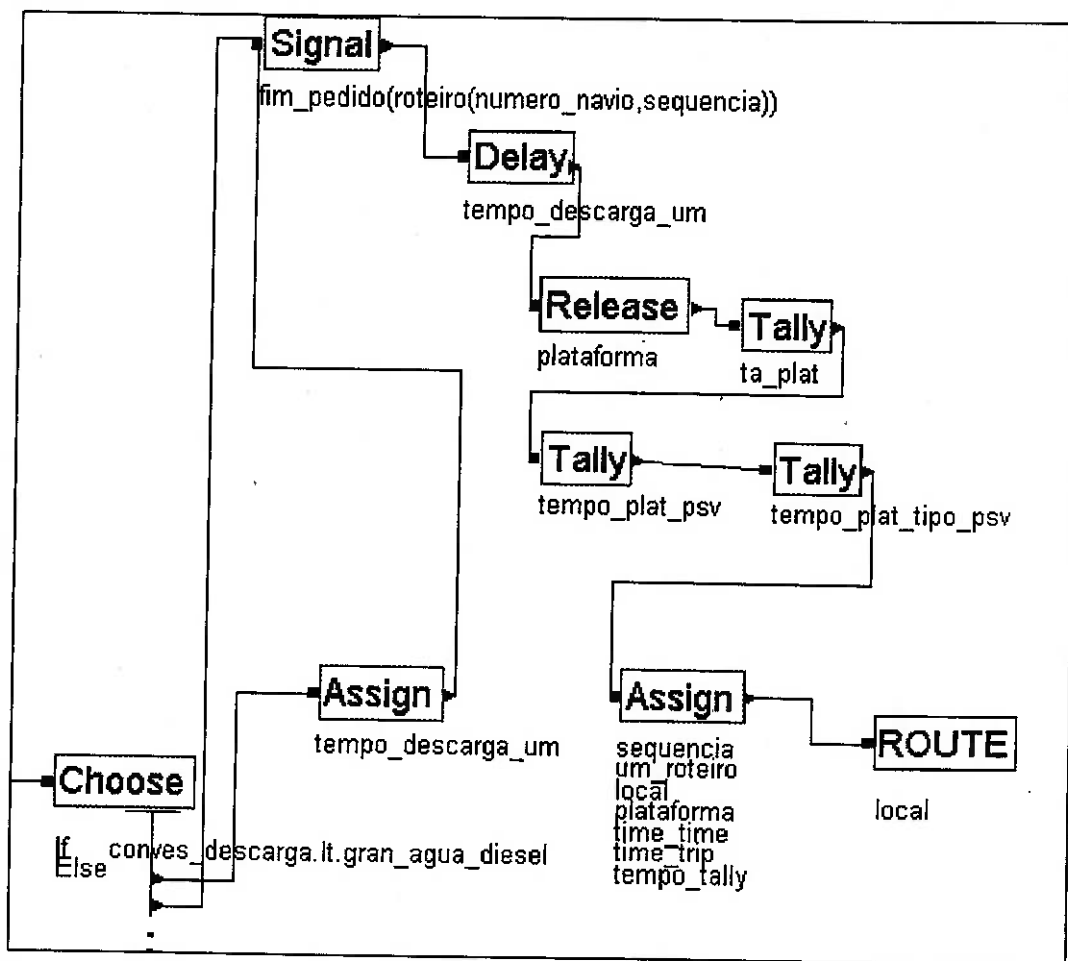 Signal
fim_pedido(roteiro(numero_navio,sequencia))
Delay
tempo_descarga_um
Release
plataforma
Tally
ta_plat
Tally
tempo_plat_psv
Tally
tempo_plat_tipo_psv
Assign
tempo_descarga_um
Assign
sequencia
um_roteiro
local
plataforma
time_time
time_trip
tempo_tally
ROUTE
local
Choose
If conves_descarga.lt.gran_agua_diesel
Else